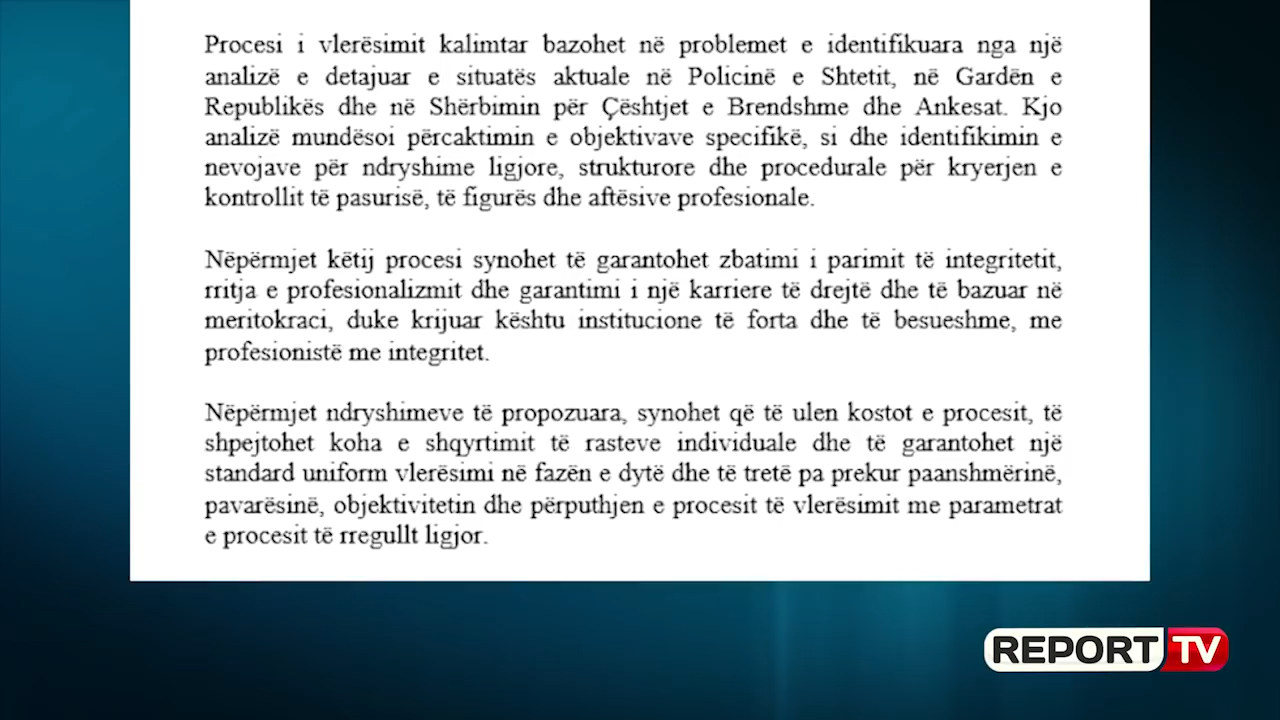 Procesi i vlerësimit kalimtar bazohet në problemet e identifikuara nga një
analizë e detajuar e situatës aktuale në Policinë e Shtetit, në Gardën e
Republikës dhe në Shërbimin për Çështjet e Brendshme dhe Ankesat. Kjo
analizë mundësoi përcaktimin e objektivave specifikë, si dhe identifikimin e
nevojave për ndryshime ligjore, strukturore dhe procedurale për kryerjen e
kontrollit të pasurisë, të figurës dhe aftësive profesionale.
Nëpërmjet këtij procesi synohet të garantohet zbatimi i parimit të integritetit,
rritja e profesionalizmit dhe garantimi i një karriere të drejtë dhe të bazuar në
meritokraci, duke krijuar kështu institucione të forta dhe të besueshme, me
profesionistë me integritet.
Nëpërmjet ndryshimeve të propozuara, synohet që të ulen kostot e procesit, të
shpejtohet koha e shqyrtimit të rasteve individuale dhe të garantohet një
standard uniform vlerësimi në fazën e dytë dhe të tretë pa prekur paanshmërinë,
pavarësinë, objektivitetin dhe përputhjen e procesit të vlerësimit me parametrat
e procesit të rregullt ligjor.
REPORT TV